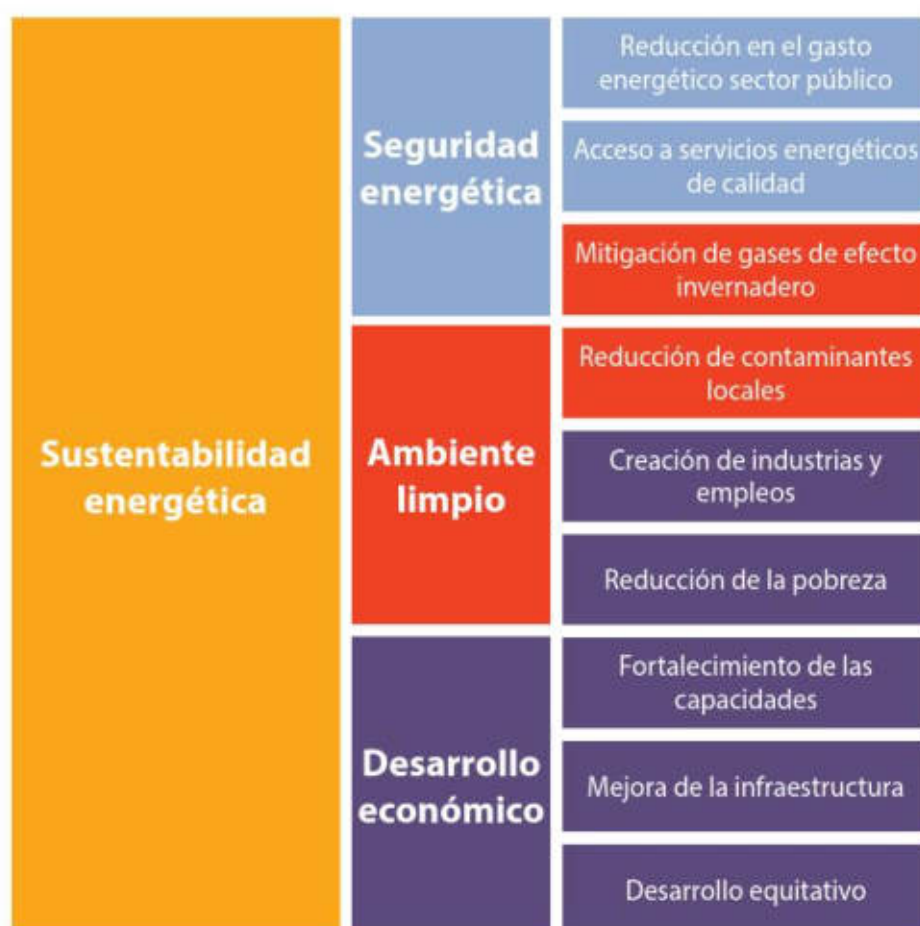 Sustentabilidad
energética
Seguridad
energética
Ambiente
limpio
Desarrollo
económico
Reducción en el gasto
energético sector público
Acceso a servicios energéticos
de calidad
Mitigación de gases de efecto
invernadero
Reducción de contaminantes
locales
Creación de industrias y
empleos
Reducción de la pobreza
Fortalecimiento de las
capacidades
Mejora de la infraestructura
Desarrollo equitativo